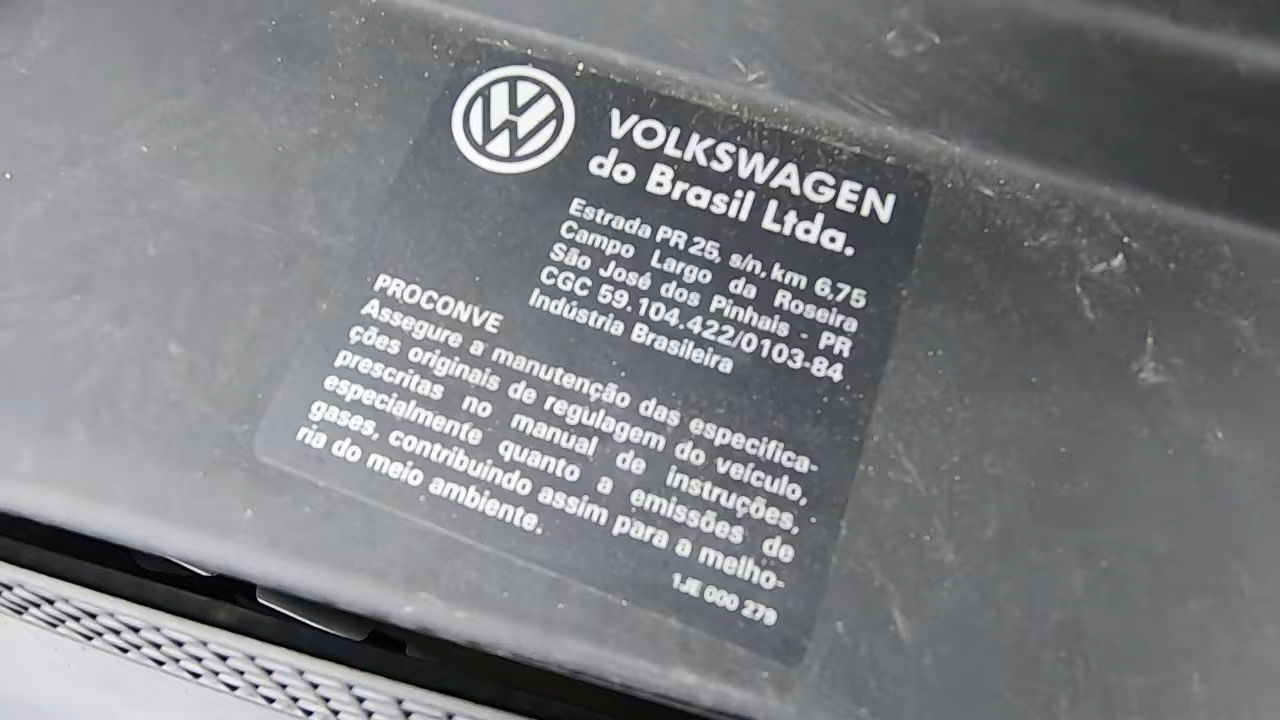 VOLKSWAGEN
do Brasil Ltda.
Estrada PR 25, s/n, km 6,75
Campo Largo da Roseira
São José dos Pinhais - PR
CGC 59.104.422/0103-84
Indústria Brasileira
PROCONVE
Assegure a manutenção das especifica-
ções originais de regulagem do veículo,
prescritas no manual de instruções,
especialmente quanto a emissões de
gases, contribuindo assim para a melho-
ria do meio ambiente.
1JE 000 279